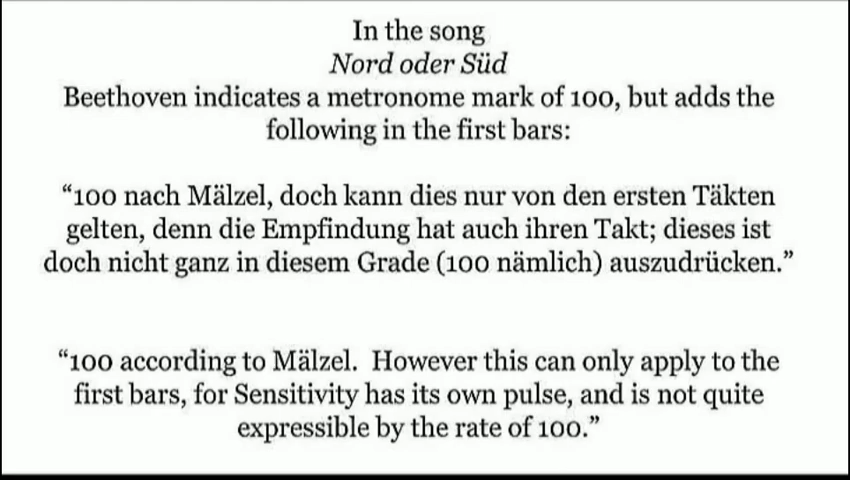 In the song
Nord oder Süd
Beethoven indicates a metronome mark of 100, but adds the
following in the first bars:
“100 nach Mälzel, doch kann dies nur von den ersten Täkten
gelten, denn die Empfindung hat auch ihren Takt; dieses ist
doch nicht ganz in diesem Grade (100 nämlich) auszudrücken.”
“100 according to Mälzel.  However this can only apply to the
first bars, for Sensitivity has its own pulse, and is not quite
expressible by the rate of 100.”